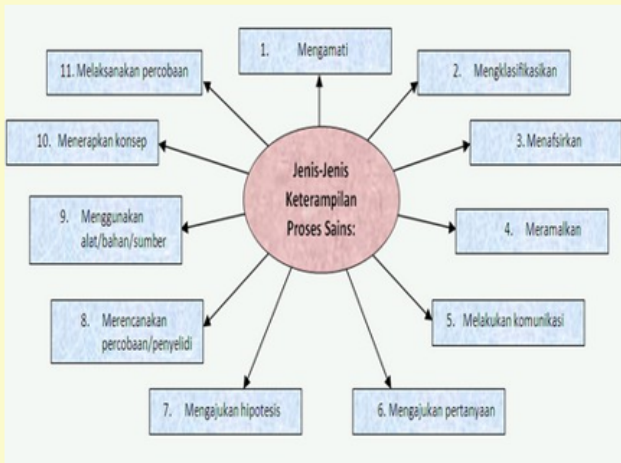 Jenis-Jenis
Keterampilan
Proses Sains:
1. Mengamati
2. Mengklasifikasikan
3. Menafsirkan
4. Meramalkan
5. Melakukan komunikasi
6. Mengajukan pertanyaan
7. Mengajukan hipotesis
8. Merencanakan
percobaan/penyelidi
9. Menggunakan
alat/bahan/sumber
10. Menerapkan konsep
11. Melaksanakan percobaan